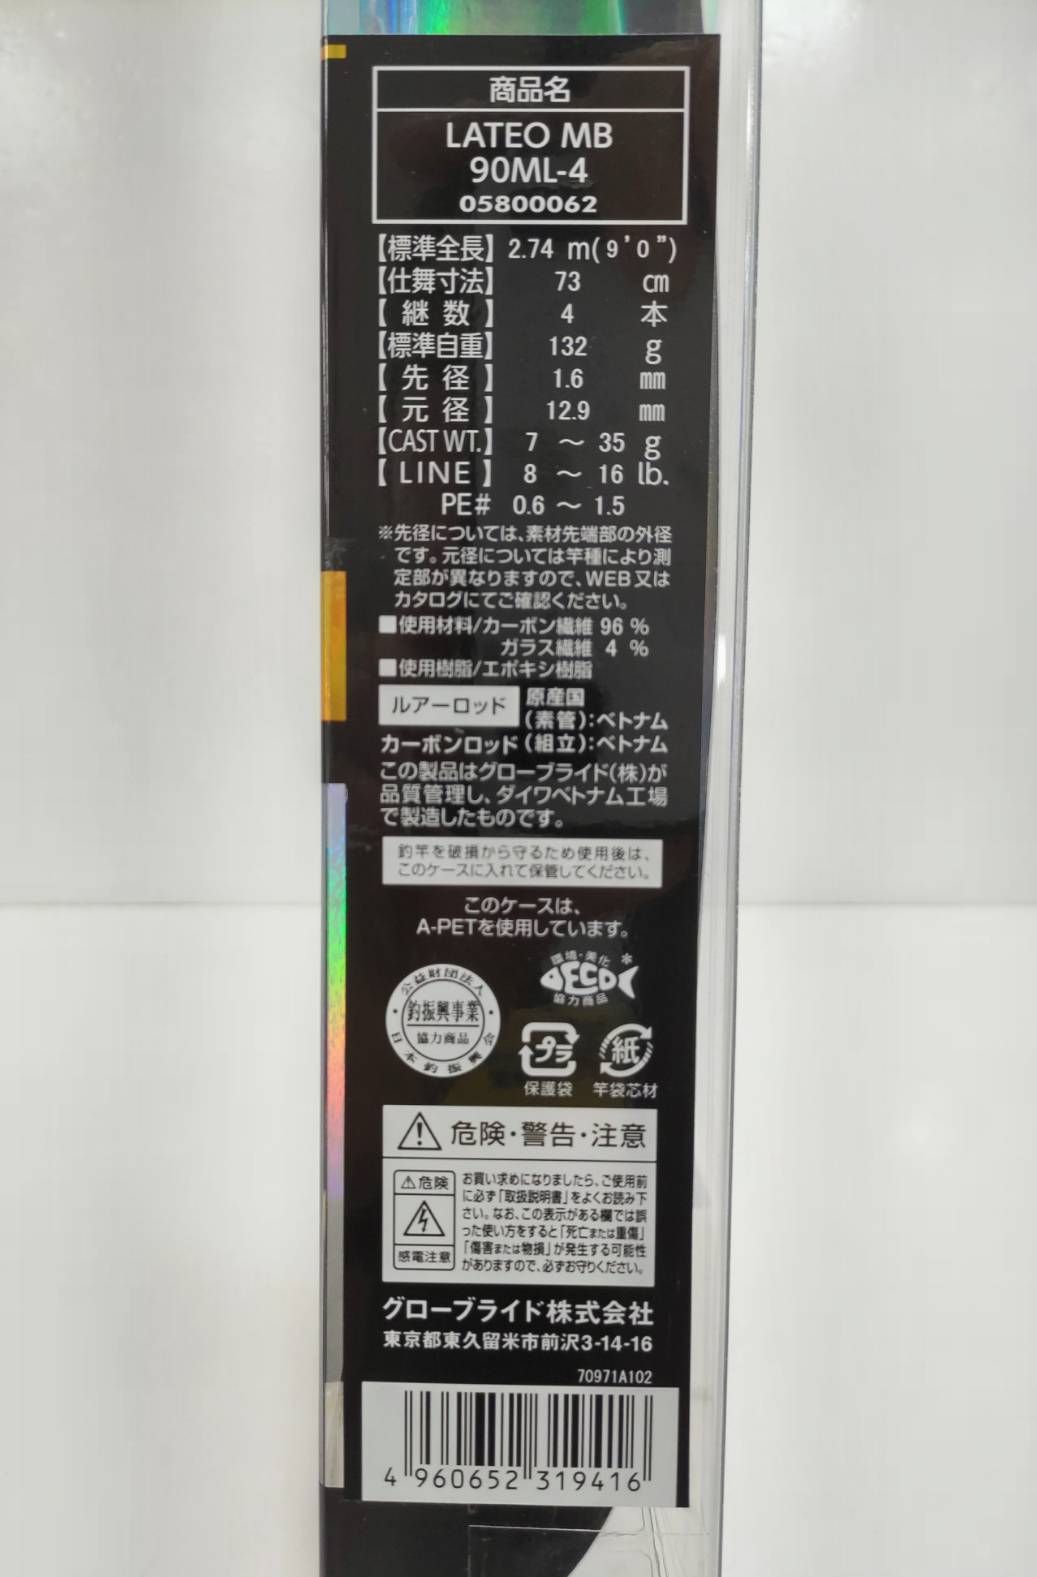 商品名
LATEO MB
90ML-4
05800062
【標準全長】 2.74 m(9'0")
【仕舞寸法】 73 cm
【継数】 4 本
【標準自重】 132 g
【先径】 1.6 mm
【元径】 12.9 mm
【CAST WT.】 7 ～ 35 g
【LINE】 8 ～ 16 lb.
PE# 0.6 ～ 1.5
※先径については、素材先端部の外径
です。元径については竿種により測
定部が異なりますので、WEB又は
カタログにてご確認ください。
■使用材料/カーボン繊維 96 %
ガラス繊維 4 %
■使用樹脂/エポキシ樹脂
ルアーロッド 原産国
(素管):ベトナム
カーボンロッド (組立):ベトナム
この製品はグローブライド(株)が
品質管理し、ダイワベトナム工場
で製造したものです。
釣竿を破損から守るため使用後は、
このケースに入れて保管してください。
このケースは、
A-PETを使用しています。
公益財団法人
釣振興事業
協力商品
日本釣振興会
環境・美化
ECO
協力商品
プラ
保護袋
紙
竿袋芯材
危険・警告・注意
危険
感電注意
お買い求めになりましたら、ご使用前
に必ず「取扱説明書」をよくお読み下
さい。なお、この表示がある欄では誤
った使い方をすると「死亡または重傷」
「傷害または物損」が発生する可能性
がありますので、必ずお守りください。
グローブライド株式会社
東京都東久留米市前沢3-14-16
70971A102
4 960652 319416